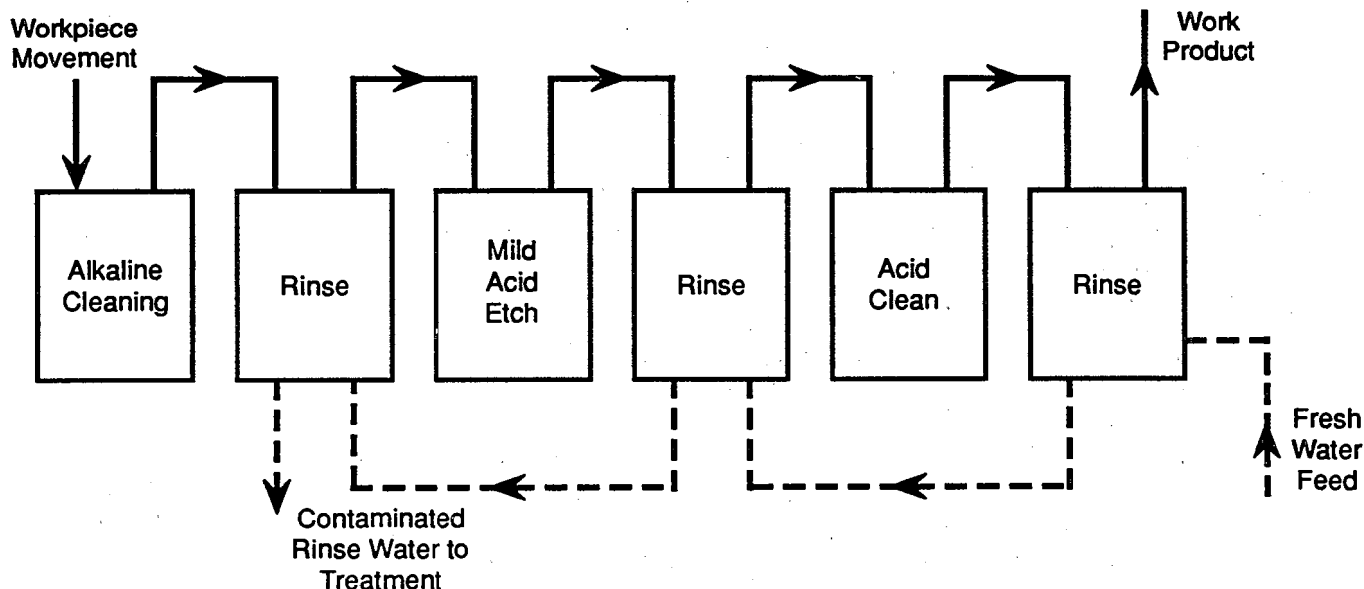 Workpiece
Movement
Work
Product
Alkaline
Cleaning
Rinse
Mild
Acid
Etch
Rinse
Acid
Clean
Rinse
Fresh
Water
Feed
Contaminated
Rinse Water to
Treatment